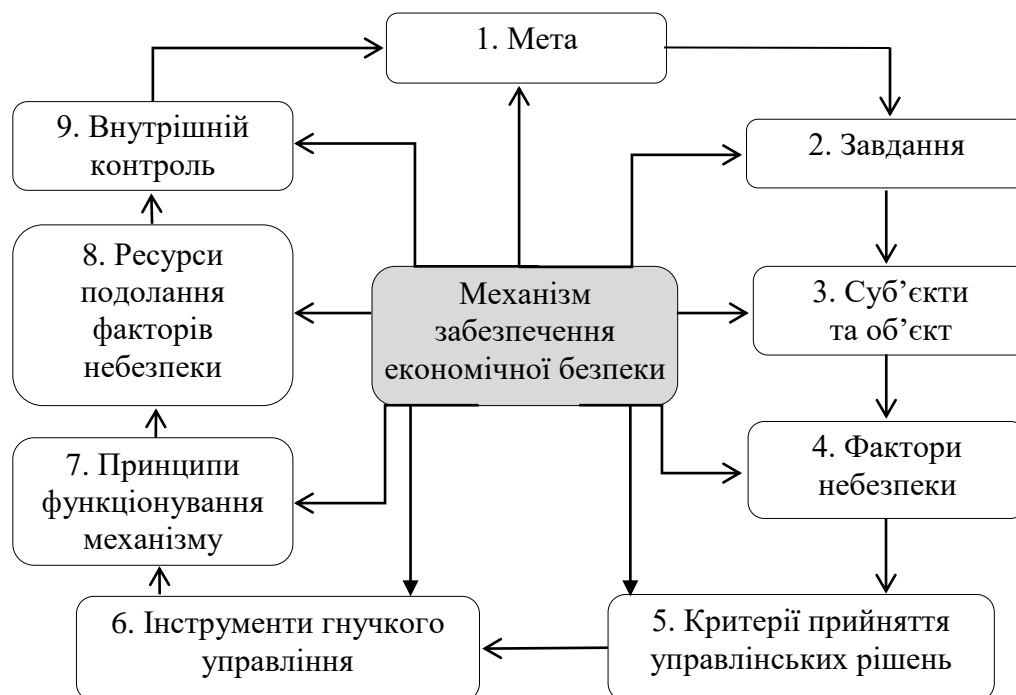 1. Мета
2. Завдання
3. Суб’єкти
та об’єкт
4. Фактори
небезпеки
5. Критерії прийняття
управлінських рішень
6. Інструменти гнучкого
управління
7. Принципи
функціонування
механізму
8. Ресурси
подолання
факторів
небезпеки
9. Внутрішній
контроль
Механізм
забезпечення
економічної безпеки